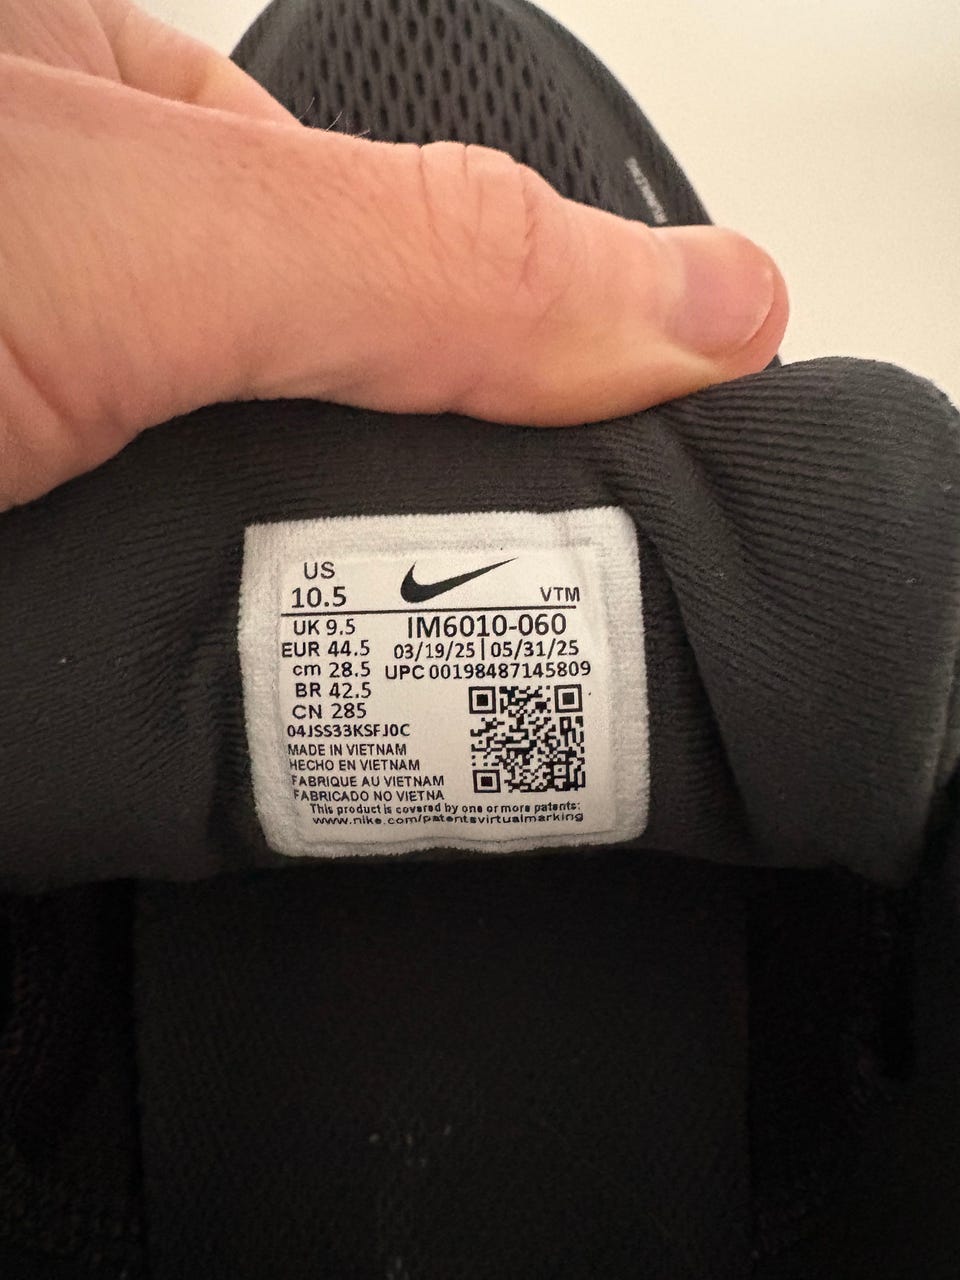 US
10.5
VTM
UK 9.5
EUR 44.5
cm 28.5
BR 42.5
CN 285
IM6010-060
03/19/25 | 05/31/25
UPC 00198487145809
04JSS33KSFJ0C
MADE IN VIETNAM
HECHO EN VIETNAM
FABRIQUE AU VIETNAM
FABRICADO NO VIETNA
This product is covered by one or more patents:
www.nike.com/patentsvirtualmarking